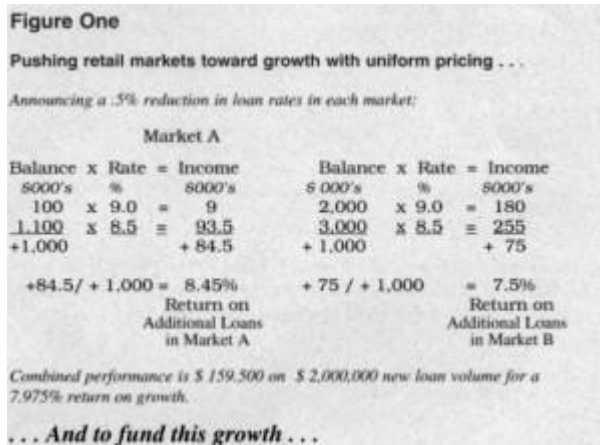 Figure One
Pushing retail markets toward growth with uniform pricing . . .
Announcing a .5% reduction in loan rates in each market:
Market A
Balance x Rate = Income Balance x Rate = Income
$000's % $000's $ 000's % $000's
100 x 9.0 = 9 2,000 x 9.0 = 180
1,100 x 8.5 = 93.5 3,000 x 8.5 = 255
+1,000 + 84.5 + 1,000 + 75
+84.5/ + 1,000 = 8.45% + 75 / + 1,000 = 7.5%
Return on Return on
Additional Loans Additional Loans
in Market A in Market B
Combined performance is $ 159,500 on $ 2,000,000 new loan volume for a
7.975% return on growth.
. . . And to fund this growth . . .